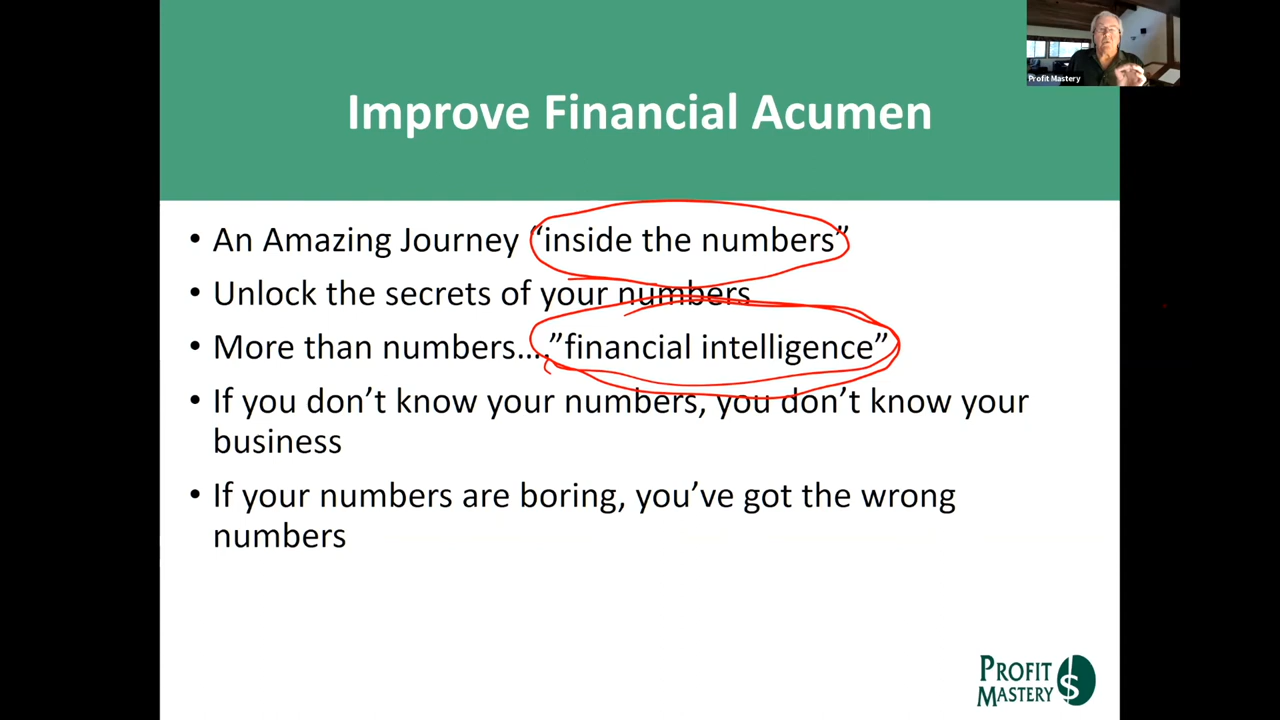 Profit Mastery
Improve Financial Acumen
• An Amazing Journey “inside the numbers”
• Unlock the secrets of your numbers
• More than numbers….”financial intelligence”
• If you don’t know your numbers, you don’t know your
business
• If your numbers are boring, you’ve got the wrong
numbers
PROFIT
MASTERY